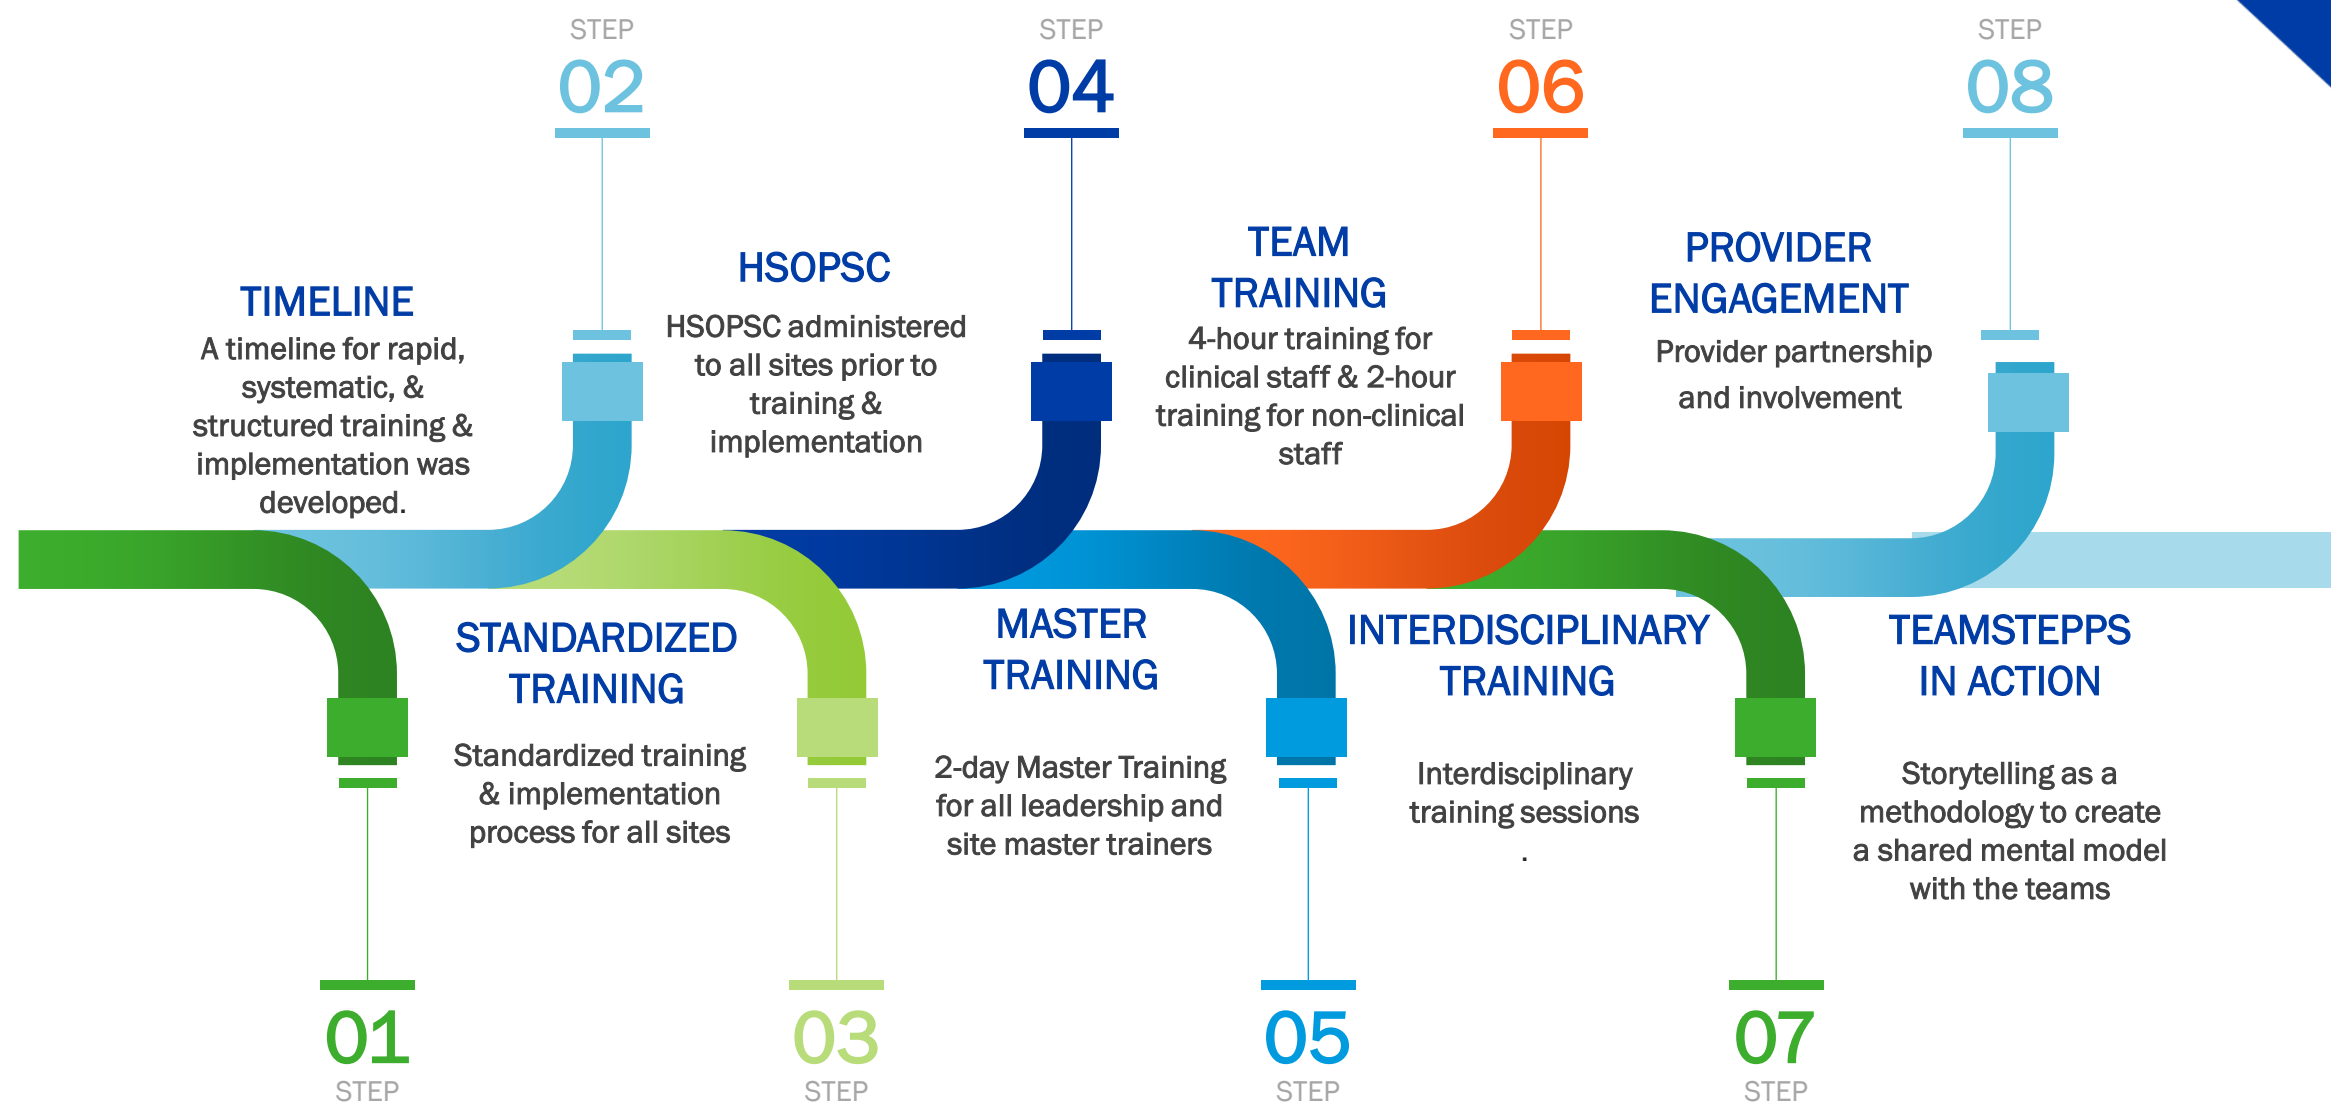 STEP
02
STEP
04
STEP
06
STEP
08
TIMELINE
A timeline for rapid,
systematic, &
structured training &
implementation was
developed.
HSOPSC
HSOPSC administered
to all sites prior to
training &
implementation
TEAM
TRAINING
4-hour training for
clinical staff & 2-hour
training for non-clinical
staff
PROVIDER
ENGAGEMENT
Provider partnership
and involvement
STANDARDIZED
TRAINING
Standardized training
& implementation
process for all sites
MASTER
TRAINING
2-day Master Training
for all leadership and
site master trainers
INTERDISCIPLINARY
TRAINING
Interdisciplinary
training sessions
.
TEAMSTEPPS
IN ACTION
Storytelling as a
methodology to create
a shared mental model
with the teams
01
STEP
03
STEP
05
STEP
07
STEP